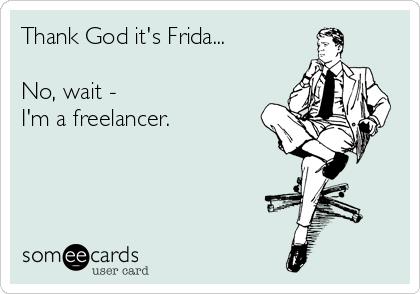 Thank God it's Frida...
No, wait -
I'm a freelancer.
someecards
user card